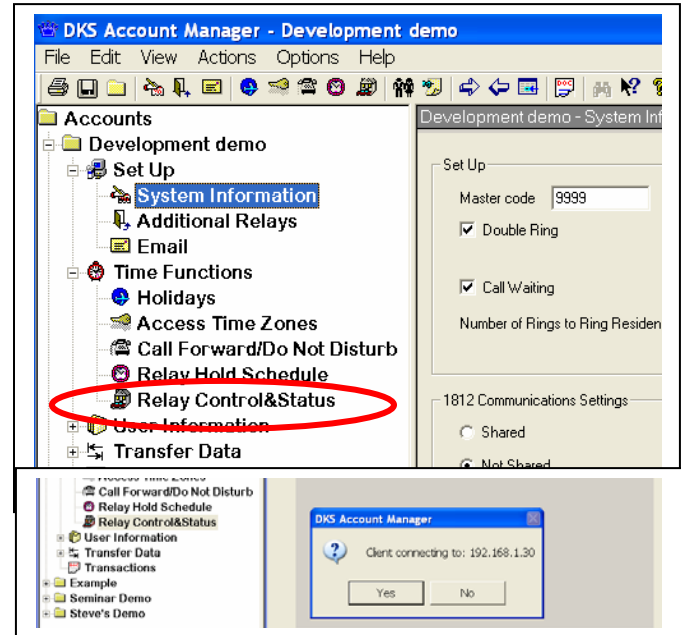 DKS Account Manager - Development demo
File Edit View Actions Options Help
Accounts
Development demo
Set Up
System Information
Additional Relays
Email
Time Functions
Holidays
Access Time Zones
Call Forward/Do Not Disturb
Relay Hold Schedule
Relay Control&Status
User Information
Transfer Data
Development demo - System Inf
Set Up
Master code 9999
Double Ring
Call Waiting
Number of Rings to Ring Residen
1812 Communications Settings
Shared
Not Shared
Access Time Zones
Call Forward/Do Not Disturb
Relay Hold Schedule
Relay Control&Status
User Information
Transfer Data
Transactions
Example
Seminar Demo
Steve's Demo
DKS Account Manager
Client connecting to: 192.168.1.30
Yes No